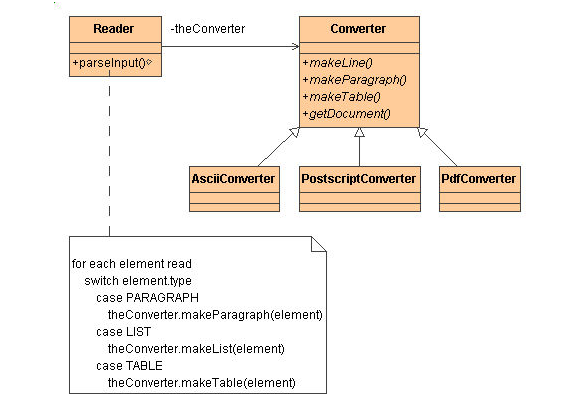 Reader
-theConverter
Converter
+parseInput()
+makeLine()
+makeParagraph()
+makeTable()
+getDocument()
AsciiConverter
PostscriptConverter
PdfConverter
for each element read
switch element.type
case PARAGRAPH
theConverter.makeParagraph(element)
case LIST
theConverter.makeList(element)
case TABLE
theConverter.makeTable(element)